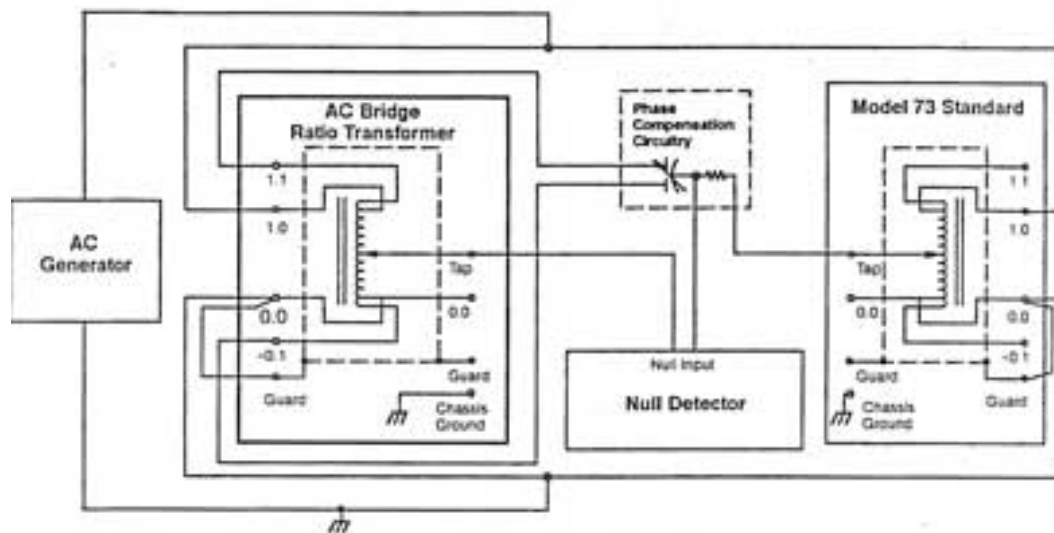 AC Bridge
Ratio Transformer
Phase
Compensation
Circuitry
Model 73 Standard
1.1
1.0
AC
Generator
Tap
0.0
0.0
-0.1
Guard
Guard
Chassis
Ground
Null Input
Null Detector
1 1
1.0
Tap
0.0
0.0
-0.1
Guard
Guard
Chassis
Ground